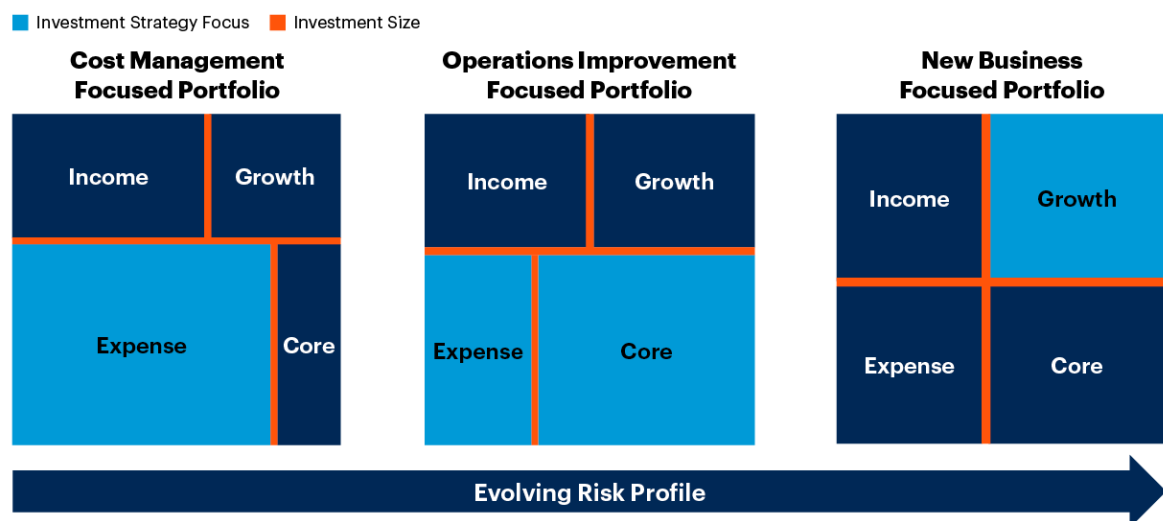 Investment Strategy Focus
Investment Size
Cost Management
Focused Portfolio
Income
Growth
Expense
Core
Operations Improvement
Focused Portfolio
Income
Growth
Expense
Core
New Business
Focused Portfolio
Income
Growth
Expense
Core
Evolving Risk Profile